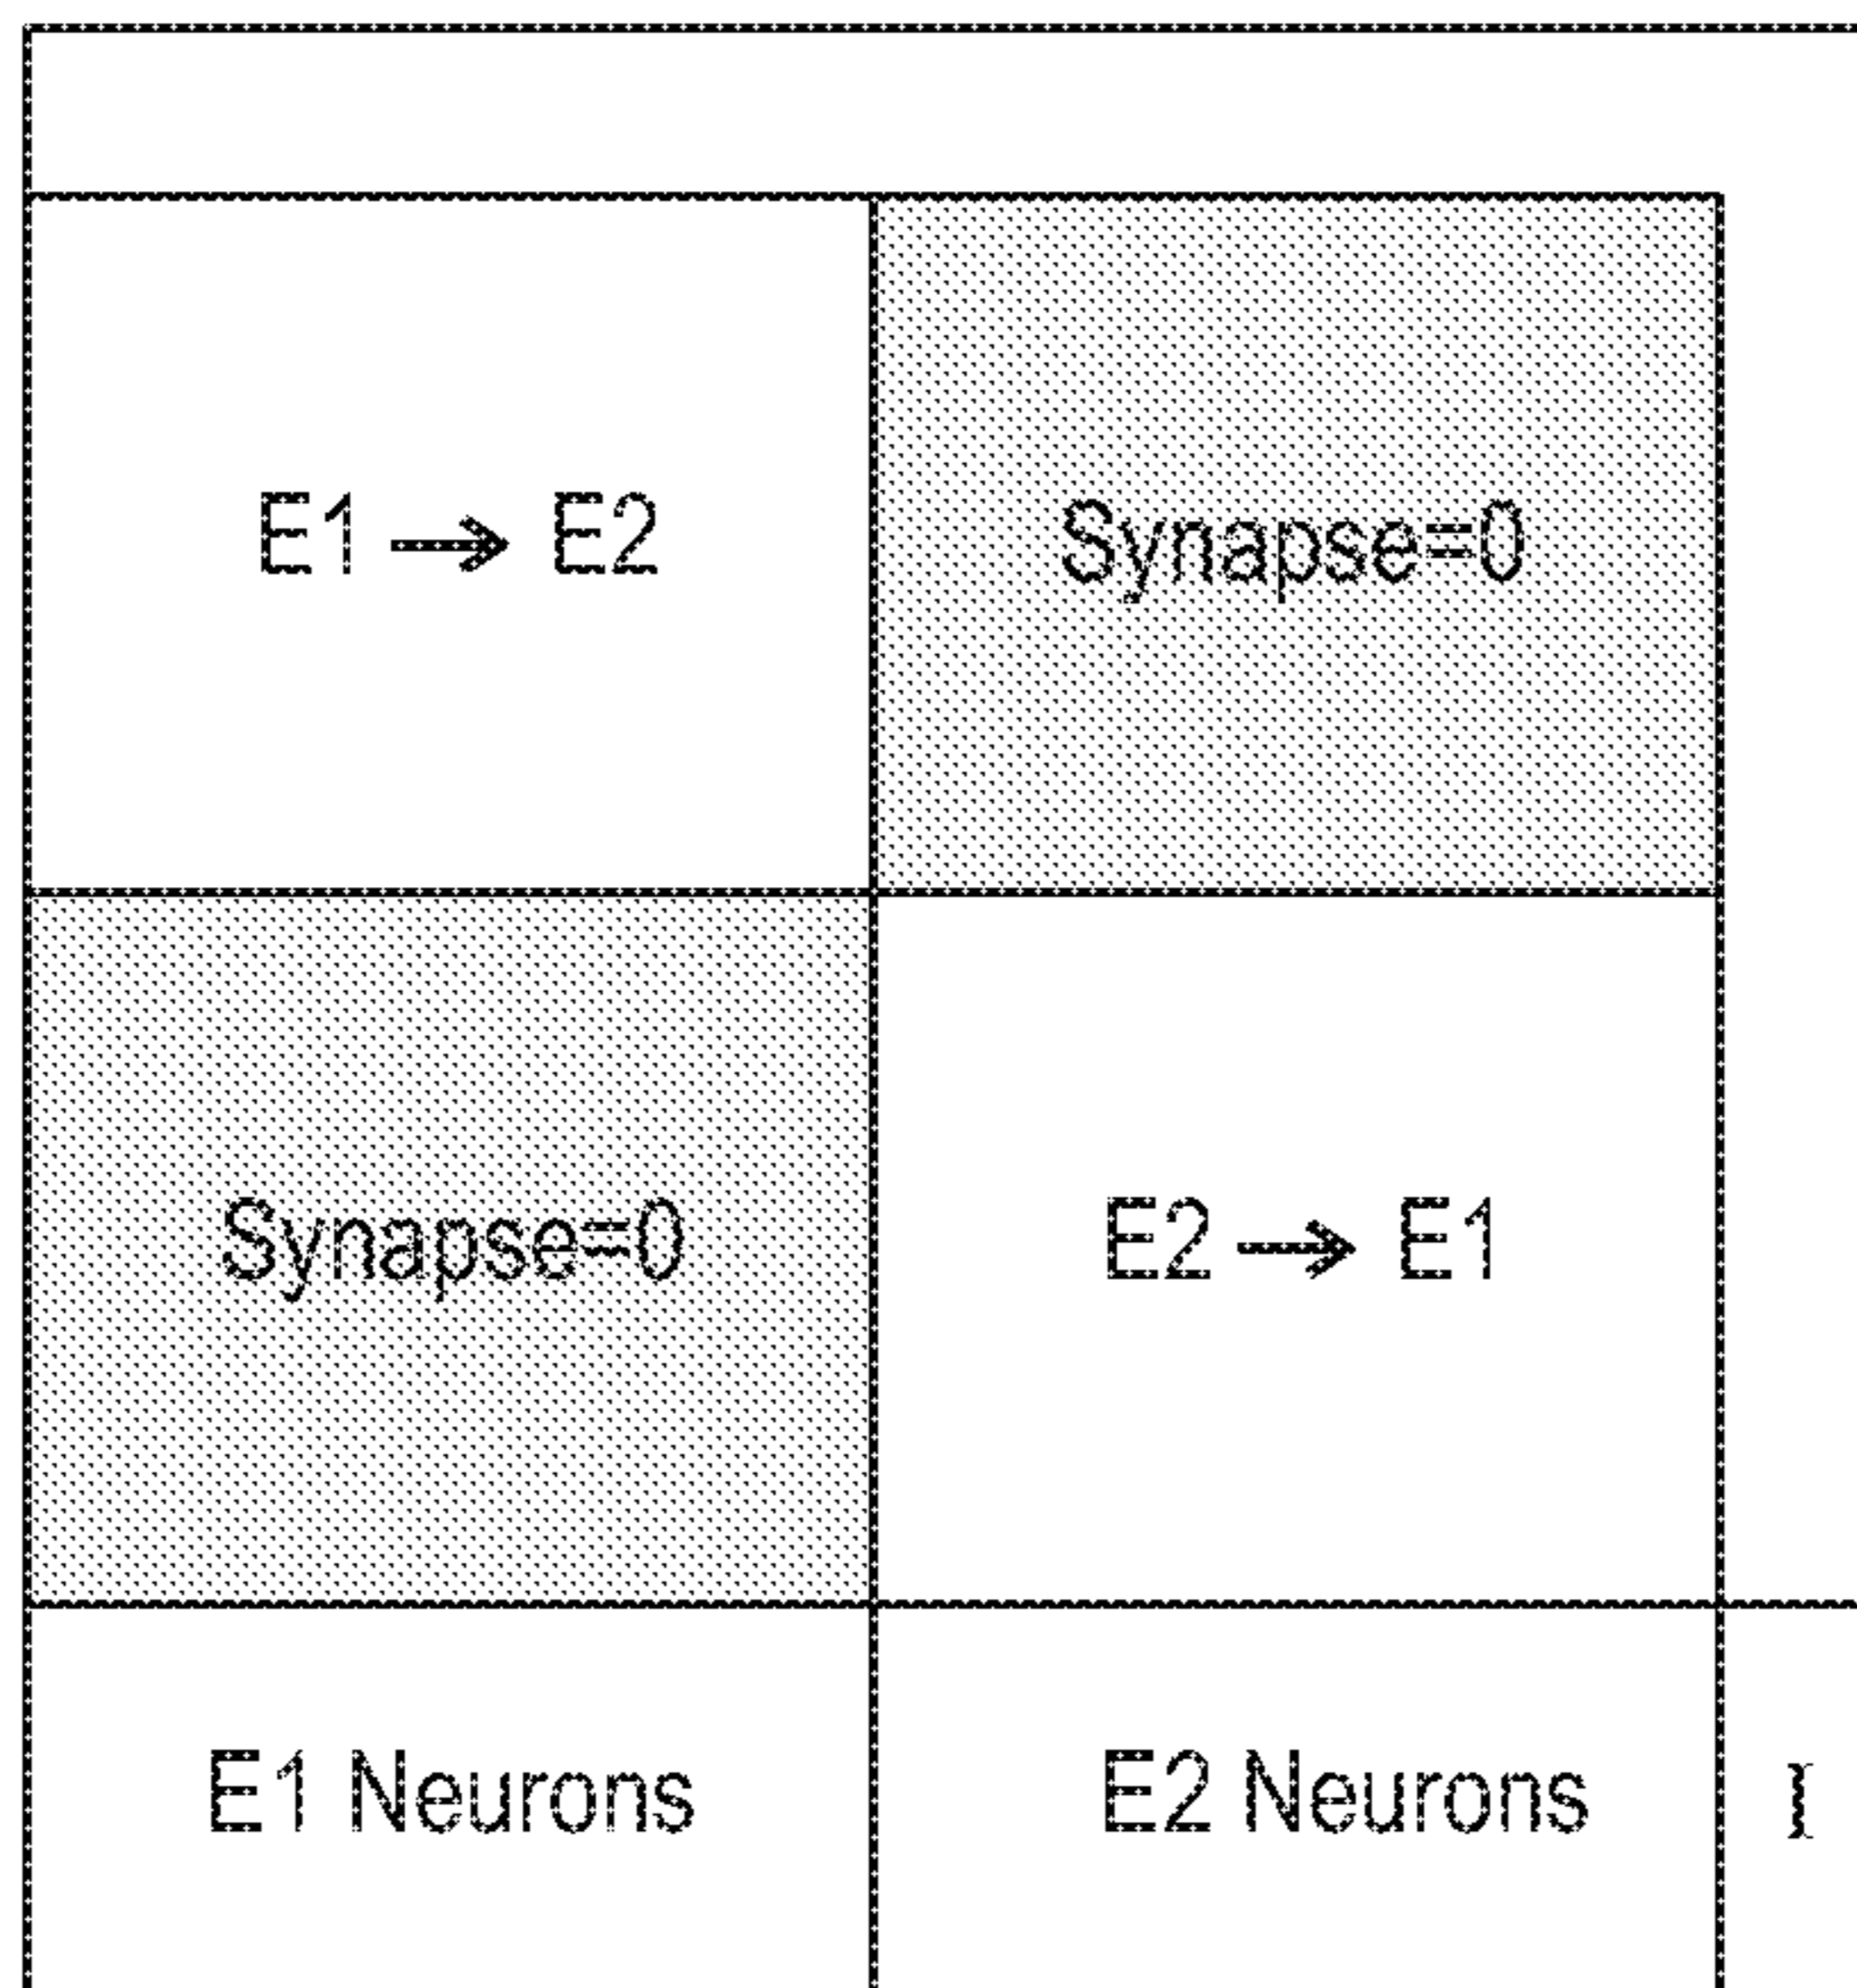 E1 → E2 Synapse=0
Synapse=0 E2 → E1
E1 Neurons E2 Neurons }